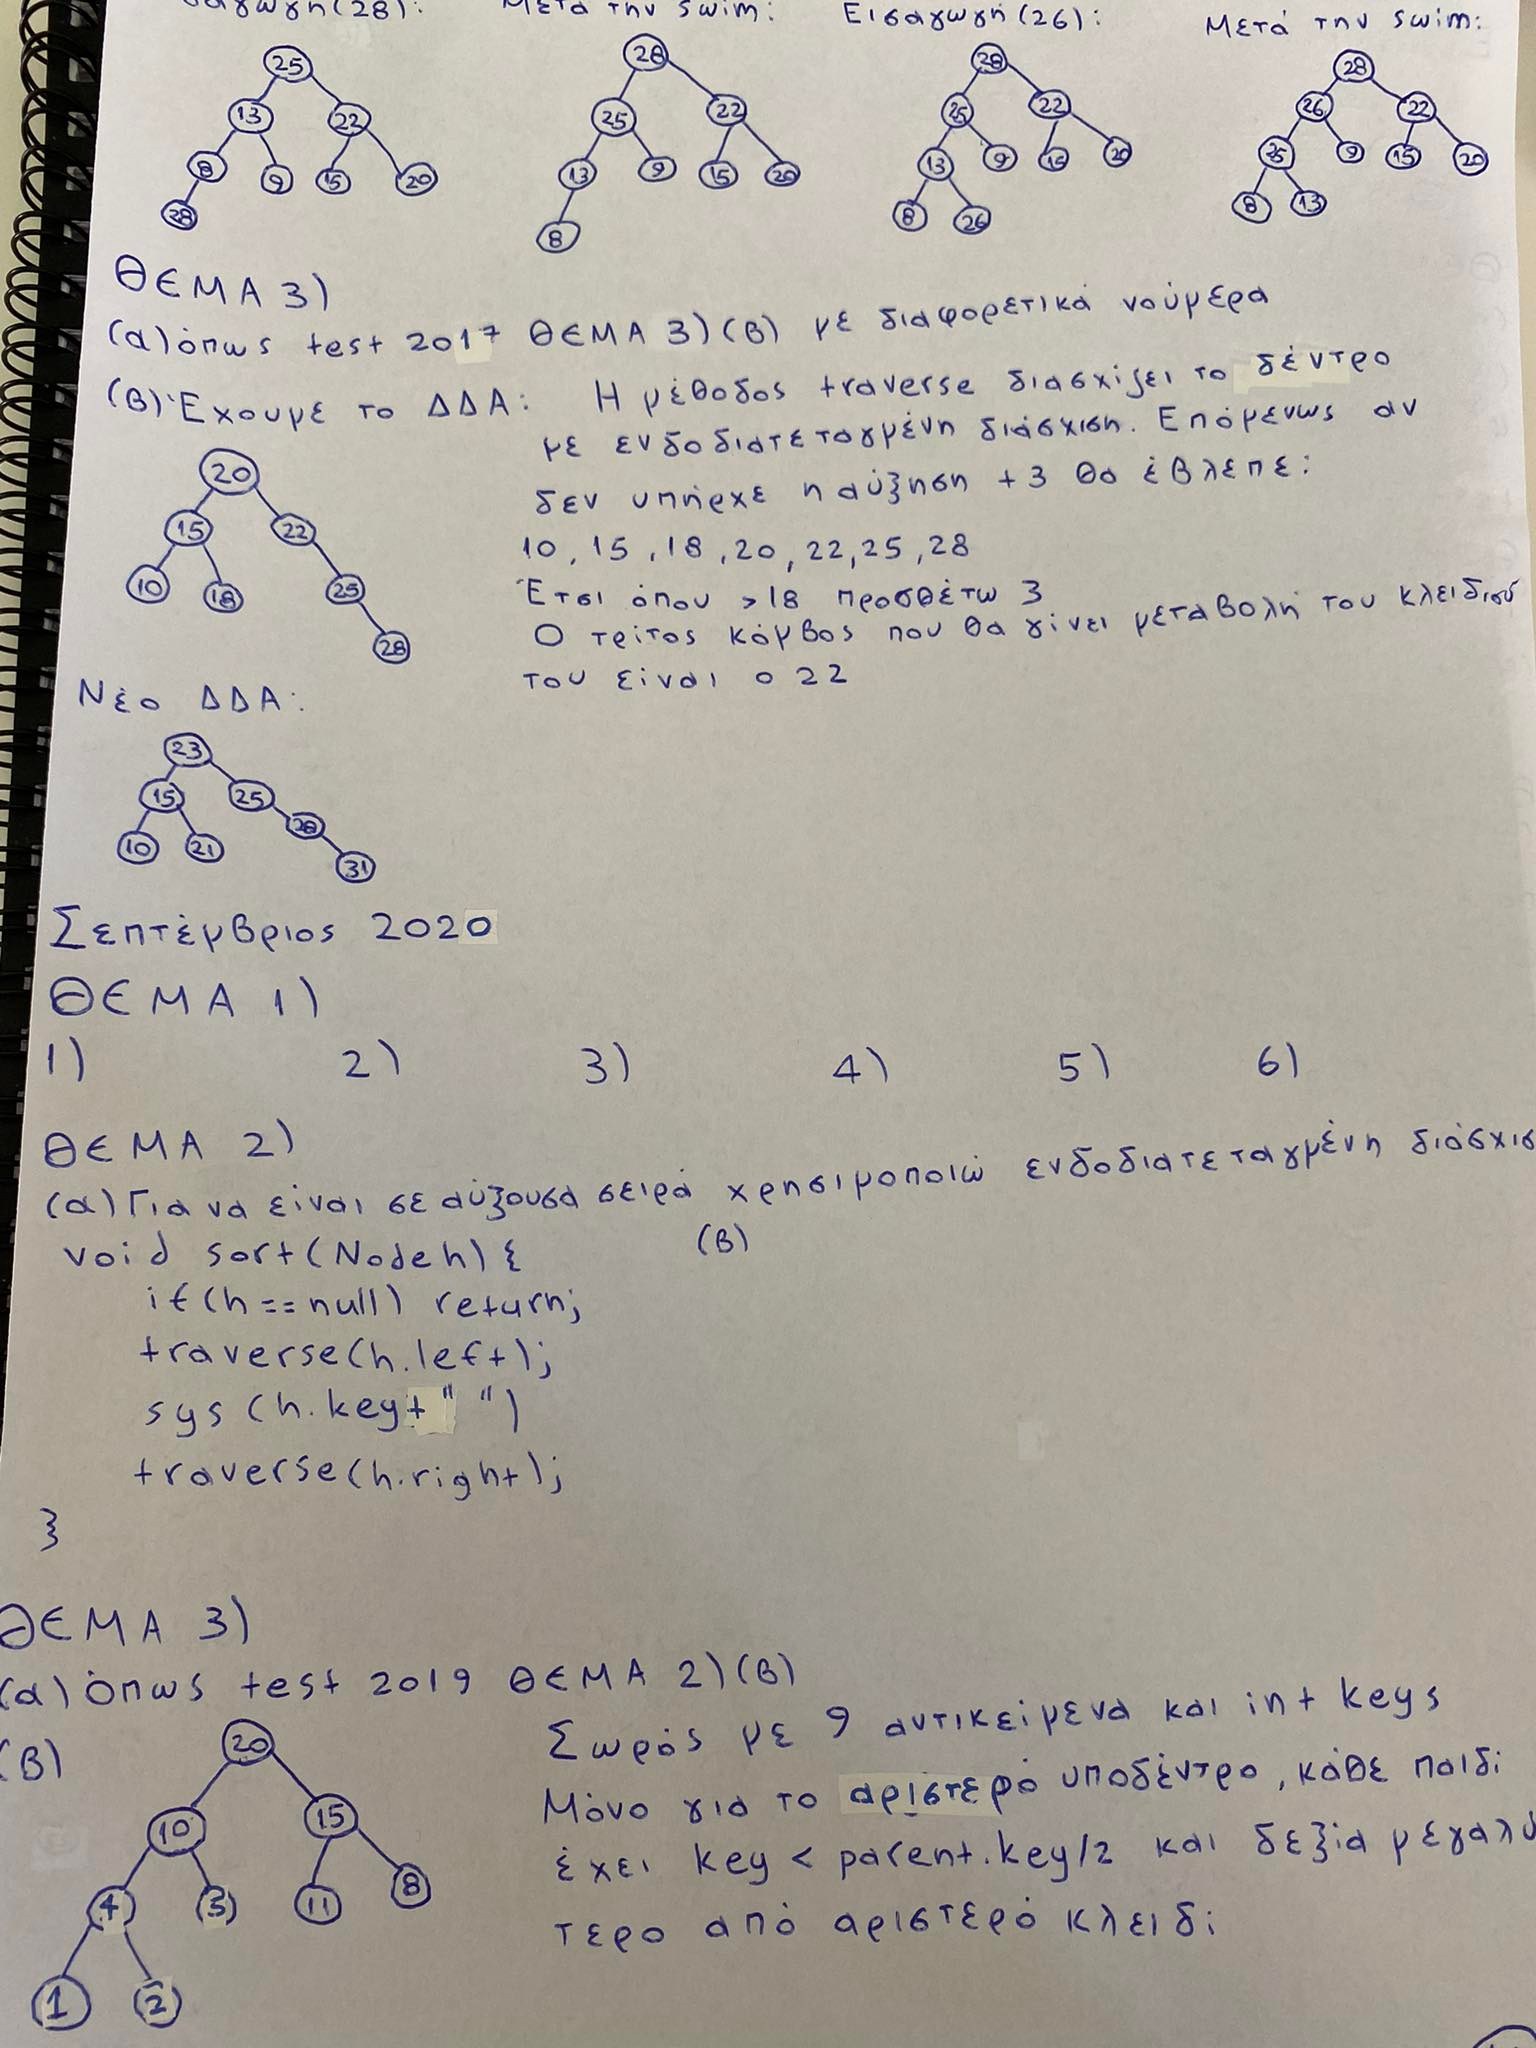 Μετά την swim:
Εισαγωγή (26):
Μετά την swim:
25
13 22
8 9 15 20
28
28
25 22
13 9 15 20
8
28
25 22
13 9 15 20
8 26
28
26 22
25 9 15 20
8 13
ΘΕΜΑ 3)
(α) όπως test 2017 ΘΕΜΑ 3)(β) με διαφορετικά νούμερα
(β) Έχουμε το ΔΔΑ: Η μέθοδος traverse διασχίζει το δέντρο
με ενδοδιατεταγμένη διάσχιση. Επόμενως αν
δεν υπήρχε η αύξηση +3 θα έβλεπε:
10, 15, 18, 20, 22, 25, 28
Έτσι όπου >18 προσθέτω 3
Ο τρίτος κόμβος που θα γίνει μεταβολή του κλειδιού
του είναι ο 22
20
15 22
10 18 25
28
Νέο ΔΔΑ:
23
15 25
10 21 28
31
Σεπτέμβριος 2020
ΘΕΜΑ 1)
1) 2) 3) 4) 5) 6)
ΘΕΜΑ 2)
(α) Για να είναι σε αύξουσα σειρά χρησιμοποιώ ενδοδιατεταγμένη διάσχισ
void sort(Node h) { (β)
if(h==null) return;
traverse(h.left);
sys (h.key+" ")
traverse(h.right);
}
ΘΕΜΑ 3)
(α) όπως test 2019 ΘΕΜΑ 2)(β)
(β) Σωρός με 9 αντικείμενα και int keys
Μόνο για το αριστερό υποδέντρο, κάθε παιδί
έχει key < parent.key/2 και δεξιά μεγαλύ
τερο από αριστερό κλειδί
20
10 15
4 11 8
1 2